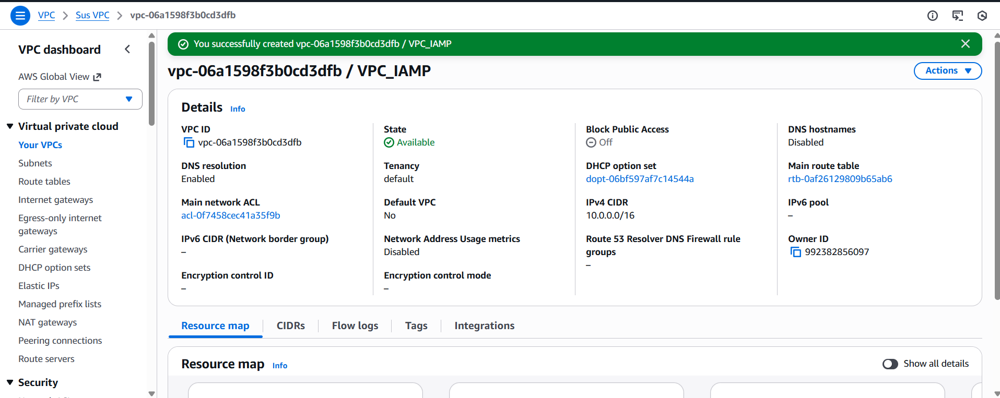 VPC
Sus VPC
vpc-06a1598f3b0cd3dfb
VPC dashboard
AWS Global View
Filter by VPC
Virtual private cloud
Your VPCs
Subnets
Route tables
Internet gateways
Egress-only internet
gateways
Carrier gateways
DHCP option sets
Elastic IPs
Managed prefix lists
NAT gateways
Peering connections
Route servers
Security
You successfully created vpc-06a1598f3b0cd3dfb / VPC_IAMP
vpc-06a1598f3b0cd3dfb / VPC_IAMP
Actions
Details Info
VPC ID
vpc-06a1598f3b0cd3dfb
State
Available
Block Public Access
Off
DNS hostnames
Disabled
DNS resolution
Enabled
Tenancy
default
DHCP option set
dopt-06bf597af7c14544a
Main route table
rtb-0af26129809b65ab6
Main network ACL
acl-0f7458cec41a35f9b
Default VPC
No
IPv4 CIDR
10.0.0.0/16
IPv6 pool
–
IPv6 CIDR (Network border group)
–
Network Address Usage metrics
Disabled
Route 53 Resolver DNS Firewall rule
groups
–
Owner ID
992382856097
Encryption control ID
–
Encryption control mode
–
Resource map
CIDRs
Flow logs
Tags
Integrations
Resource map Info
Show all details